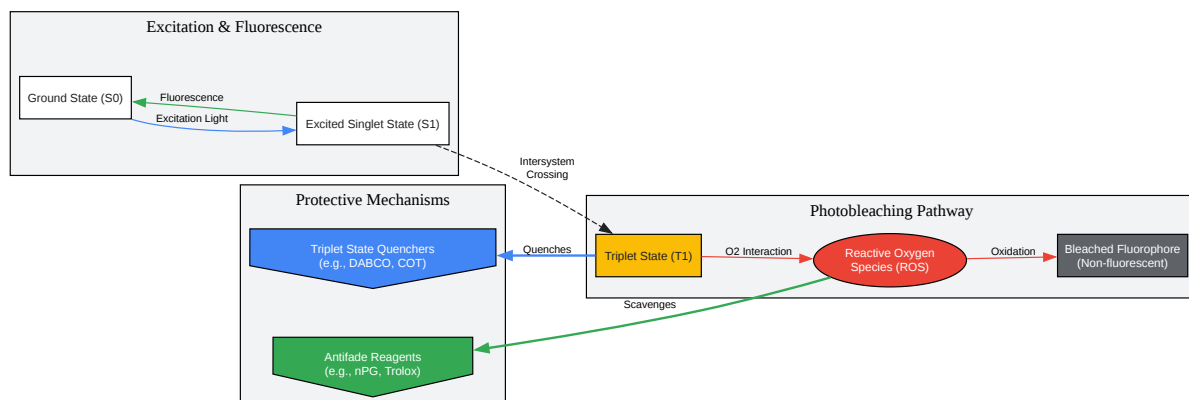 Excitation & Fluorescence
Ground State (S0)
Fluorescence
Excitation Light
Excited Singlet State (S1)
Intersystem
Crossing
Protective Mechanisms
Triplet State Quenchers
(e.g., DABCO, COT)
Quenches
Photobleaching Pathway
Triplet State (T1)
O2 Interaction
Reactive Oxygen
Species (ROS)
Oxidation
Bleached Fluorophore
(Non-fluorescent)
Scavenges
Antifade Reagents
(e.g., nPG, Trolox)